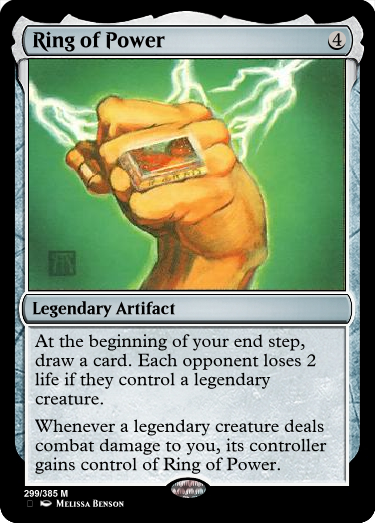 Ring of Power
4
Legendary Artifact
At the beginning of your end step,
draw a card. Each opponent loses 2
life if they control a legendary
creature.
Whenever a legendary creature deals
combat damage to you, its controller
gains control of Ring of Power.
299/385 M
Melissa Benson